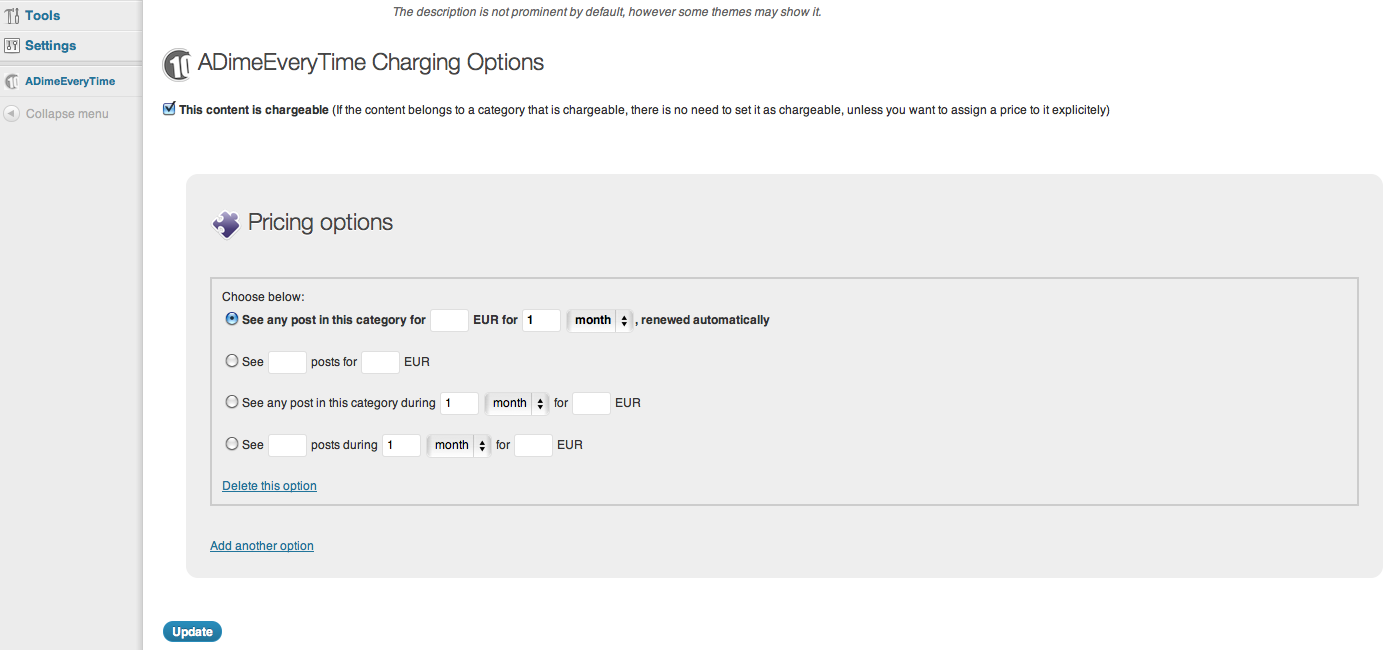 Tools
The description is not prominent by default, however some themes may show it.
Settings
ADimeEveryTime Charging Options
ADimeEveryTime
This content is chargeable (If the content belongs to a category that is chargeable, there is no need to set it as chargeable, unless you want to assign a price to it explicitly)
Collapse menu
Pricing options
Choose below:
See any post in this category for EUR for 1 month , renewed automatically
See posts for EUR
See any post in this category during 1 month for EUR
See posts during 1 month for EUR
Delete this option
Add another option
Update